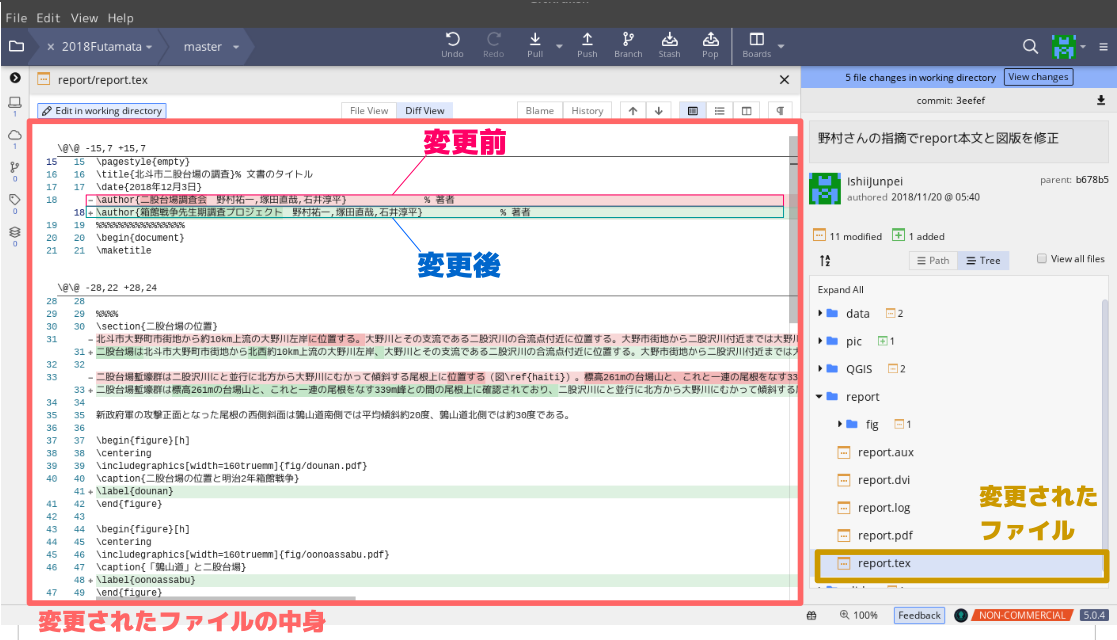 File Edit View Help
2018Futamata
master
Undo
Redo
Pull
Push
Branch
Stash
Pop
Boards
report/report.tex
5 file changes in working directory
View changes
Edit in working directory
File View
Diff View
Blame
History
commit: 3eefef
1
1
0
0
0
変更前
\@\@ -15,7 +15,7
15 15 \pagestyle{empty}
16 16 \title{北斗市二股台場の調査}% 文書のタイトル
17 17 \date{2018年12月3日}
18 -\author{二股台場調査会 野村祐一,塚田直哉,石井淳平} % 著者
18 +\author{箱館戦争先生期調査プロジェクト 野村祐一,塚田直哉,石井淳平} % 著者
19 19 %%%%%%%%%%%%%%%
20 20 \begin{document}
21 21 \maketitle
変更後
\@\@ -28,22 +28,24
28 28
29 29 %%%%
30 30 \section{二股台場の位置}
31 -北斗市大野町市街地から約10km上流の大野川左岸に位置する。大野川とその支流である二股沢川の合流点付近に位置する。大野市街地から二股沢川付近までは大野川
31 +二股台場は北斗市大野町市街地から北西約10km上流の大野川左岸、大野川とその支流である二股沢川の合流点付近に位置する。大野市街地から二股沢川付近までは大
32 32
33 -二股台場塹壕群は二股沢川にと並行に北方から大野川にむかって傾斜する尾根上に位置する（図\ref{haiti}）。標高261mの台場山と、これと一連の尾根をなす33
33 +二股台場塹壕群は標高261mの台場山と、これと一連の尾根をなす339m峰との間の尾根上に確認されており、二股沢川にと並行に北方から大野川にむかって傾斜する尾
34 34
35 35 新政府軍の攻撃正面となった尾根の西側斜面は鶉山道南側では平均傾斜約20度、鶉山道北側では約30度である。
36 36
37 37 \begin{figure}[h]
38 38 \centering
39 39 \includegraphics[width=160truemm]{fig/dounan.pdf}
40 40 \caption{二股台場の位置と明治2年箱館戦争}
41 +\label{dounan}
41 42 \end{figure}
42 43
43 44 \begin{figure}[h]
44 45 \centering
45 46 \includegraphics[width=160truemm]{fig/oonoassabu.pdf}
46 47 \caption{「鶉山道」と二股台場}
48 +\label{oonoassabu}
47 49 \end{figure}
変更されたファイルの中身
野村さんの指摘でreport本文と図版を修正
IshiiJunpei
parent: b678b5
authored 2018/11/20 @ 05:40
11 modified
1 added
Path
Tree
View all files
Expand All
data 2
pic 1
QGIS 2
report
fig 1
report.aux
report.dvi
report.log
report.pdf
report.tex
変更された
ファイル
100%
Feedback
NON-COMMERCIAL
5.0.4